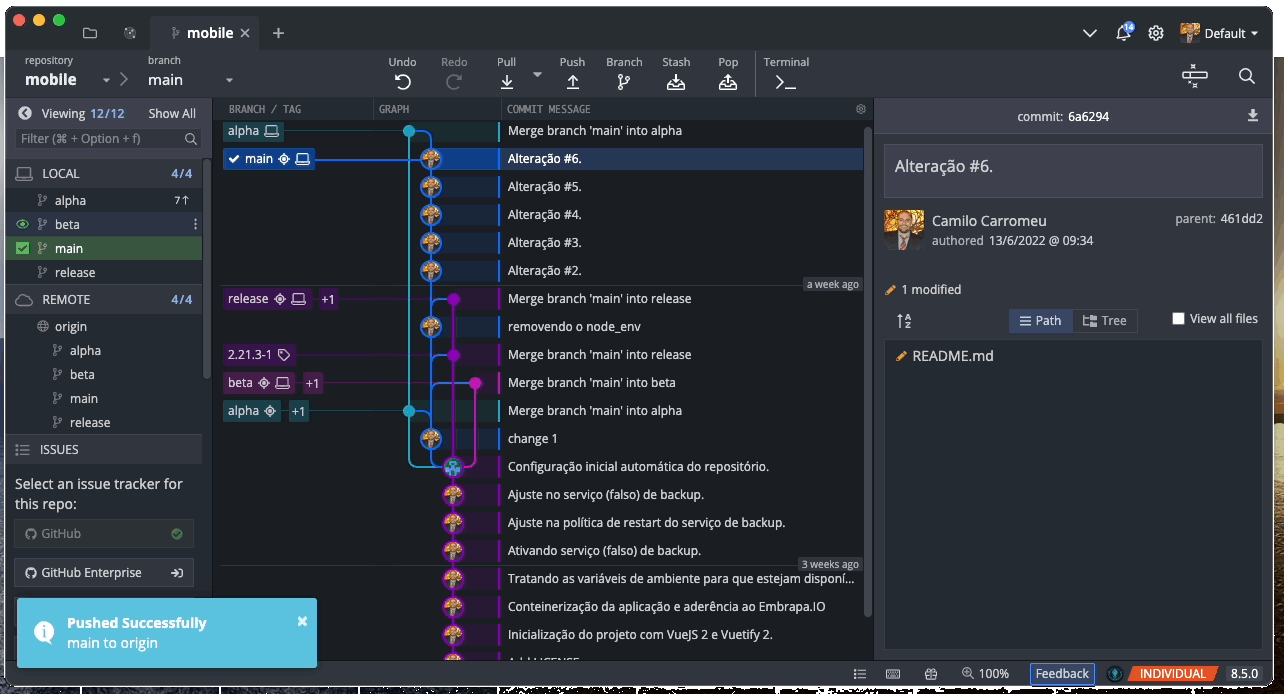 mobile
14
Default
repository
mobile
branch
main
Undo
Redo
Pull
Push
Branch
Stash
Pop
Terminal
Viewing 12/12 Show All
Filter (⌘ + Option + f)
LOCAL 4/4
alpha 7↑
beta
main
release
REMOTE 4/4
origin
alpha
beta
main
release
ISSUES
Select an issue tracker for
this repo:
GitHub
GitHub Enterprise
Pushed Successfully
main to origin
BRANCH / TAG GRAPH COMMIT MESSAGE
alpha Merge branch 'main' into alpha
main Alteração #6.
Alteração #5.
Alteração #4.
Alteração #3.
Alteração #2.
a week ago
release +1 Merge branch 'main' into release
removendo o node_env
2.21.3-1 Merge branch 'main' into release
beta +1 Merge branch 'main' into beta
alpha +1 Merge branch 'main' into alpha
change 1
Configuração inicial automática do repositório.
Ajuste no serviço (falso) de backup.
Ajuste na política de restart do serviço de backup.
Ativando serviço (falso) de backup.
3 weeks ago
Tratando as variáveis de ambiente para que estejam disponí...
Conteinerização da aplicação e aderência ao Embrapa.IO
Inicialização do projeto com VueJS 2 e Vuetify 2.
Add LICENSE
commit: 6a6294
Alteração #6.
Camilo Carromeu
authored 13/6/2022 @ 09:34
parent: 461dd2
1 modified
Path
Tree
View all files
README.md
100%
Feedback
INDIVIDUAL
8.5.0